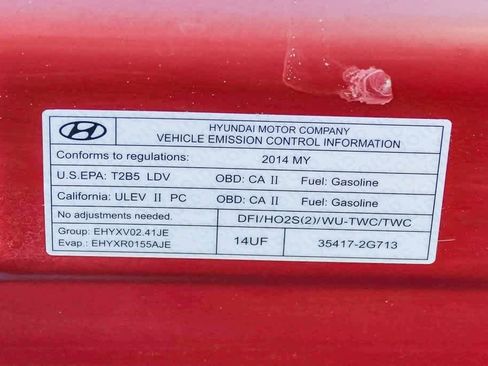 HYUNDAI MOTOR COMPANY
VEHICLE EMISSION CONTROL INFORMATION
Conforms to regulations: 2014 MY
U.S.EPA: T2B5 LDV OBD: CA II Fuel: Gasoline
California: ULEV II PC OBD: CA II Fuel: Gasoline
No adjustments needed. DFI/HO2S(2)/WU-TWC/TWC
Group: EHYXV02.41JE
Evap.: EHYXR0155AJE
14UF 35417-2G713